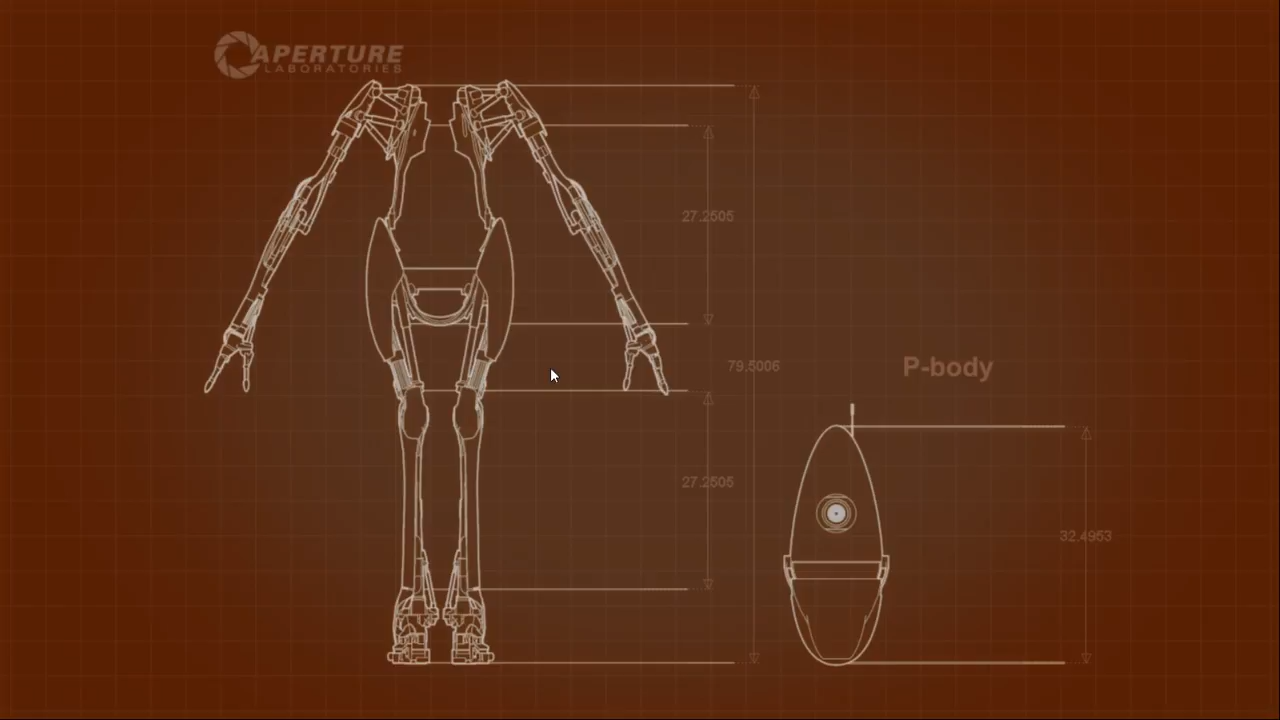 APERTURE
LABORATORIES
27.2505
79.5006
P-body
27.2505
32.4953